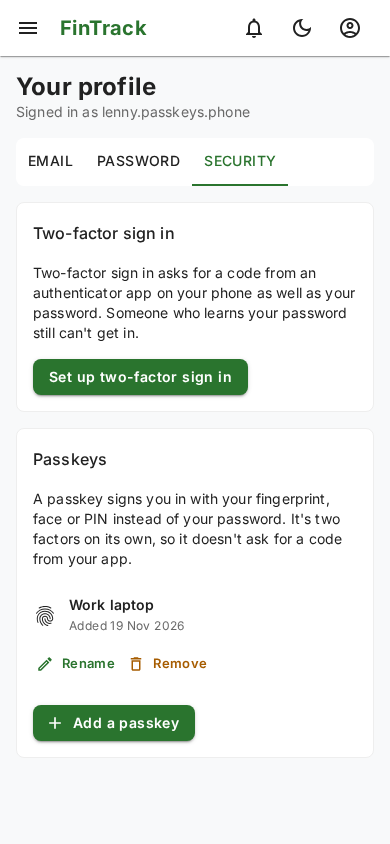 FinTrack
Your profile
Signed in as lenny.passkeys.phone
EMAIL PASSWORD SECURITY
Two-factor sign in
Two-factor sign in asks for a code from an
authenticator app on your phone as well as your
password. Someone who learns your password
still can't get in.
Set up two-factor sign in
Passkeys
A passkey signs you in with your fingerprint,
face or PIN instead of your password. It's two
factors on its own, so it doesn't ask for a code
from your app.
Work laptop
Added 19 Nov 2026
Rename Remove
Add a passkey